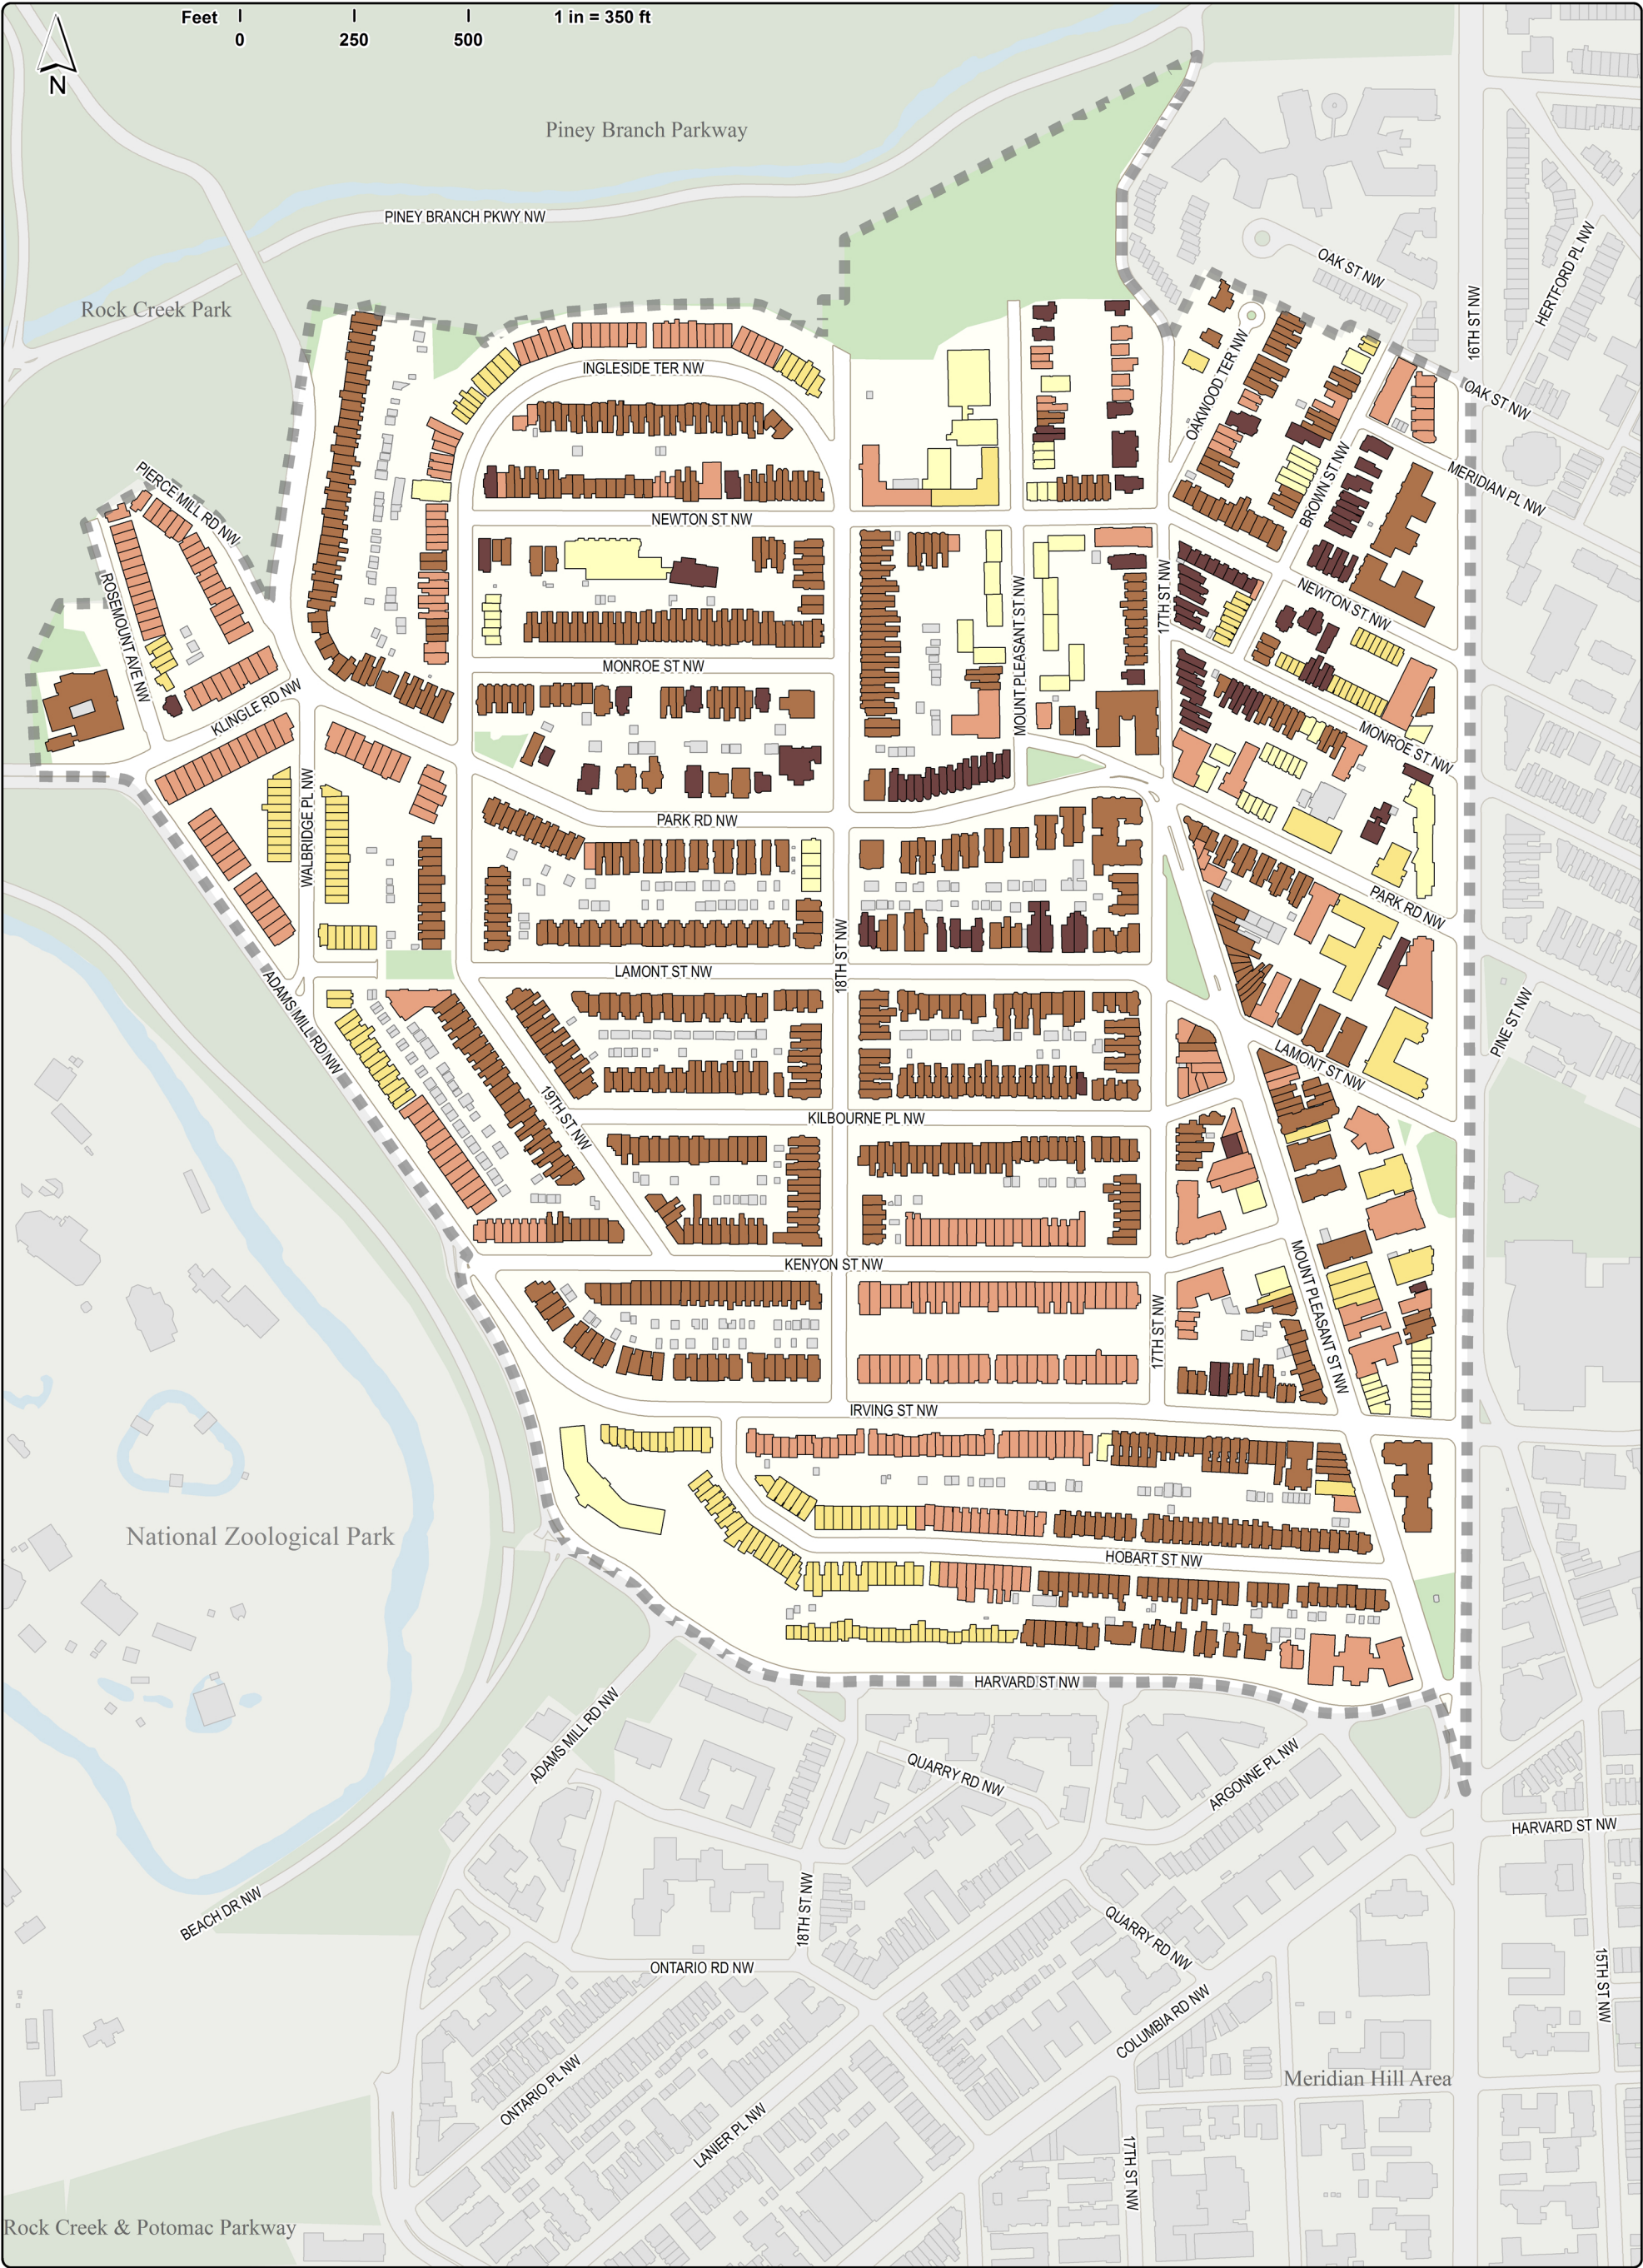 Feet
0
250
500
1 in = 350 ft
N
Piney Branch Parkway
PINEY BRANCH PKWY NW
Rock Creek Park
OAK ST NW
HERTFORD PL NW
16TH ST NW
INGLESIDE TER NW
OAKWOOD TER NW
OAK ST NW
MERIDIAN PL NW
BROWN ST NW
PIERCE MILL RD NW
NEWTON ST NW
ROSEMOUNT AVE NW
MOUNT PLEASANT ST NW
17TH ST NW
NEWTON ST NW
MONROE ST NW
KLINGLE RD NW
MONROE ST NW
WALBRIDGE PL NW
PARK RD NW
PARK RD NW
18TH ST NW
LAMONT ST NW
ADAMS MILL RD NW
PINE ST NW
LAMONT ST NW
19TH ST NW
KILBOURNE PL NW
KENYON ST NW
MOUNT PLEASANT ST NW
17TH ST NW
IRVING ST NW
National Zoological Park
HOBART ST NW
HARVARD ST NW
ADAMS MILL RD NW
QUARRY RD NW
ARGONNE PL NW
HARVARD ST NW
BEACH DR NW
18TH ST NW
QUARRY RD NW
ONTARIO RD NW
15TH ST NW
COLUMBIA RD NW
ONTARIO PL NW
Meridian Hill Area
LANIER PL NW
17TH ST NW
Rock Creek & Potomac Parkway